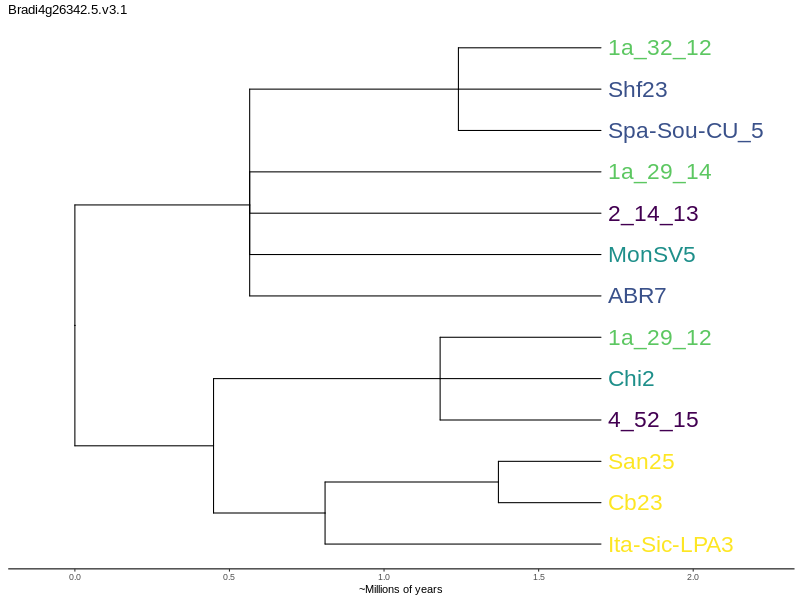 Bradi4g26342.5.v3.1
1a_32_12
Shf23
Spa-Sou-CU_5
1a_29_14
2_14_13
MonSV5
ABR7
1a_29_12
Chi2
4_52_15
San25
Cb23
Ita-Sic-LPA3
0.0 0.5 1.0 1.5 2.0
~Millions of years